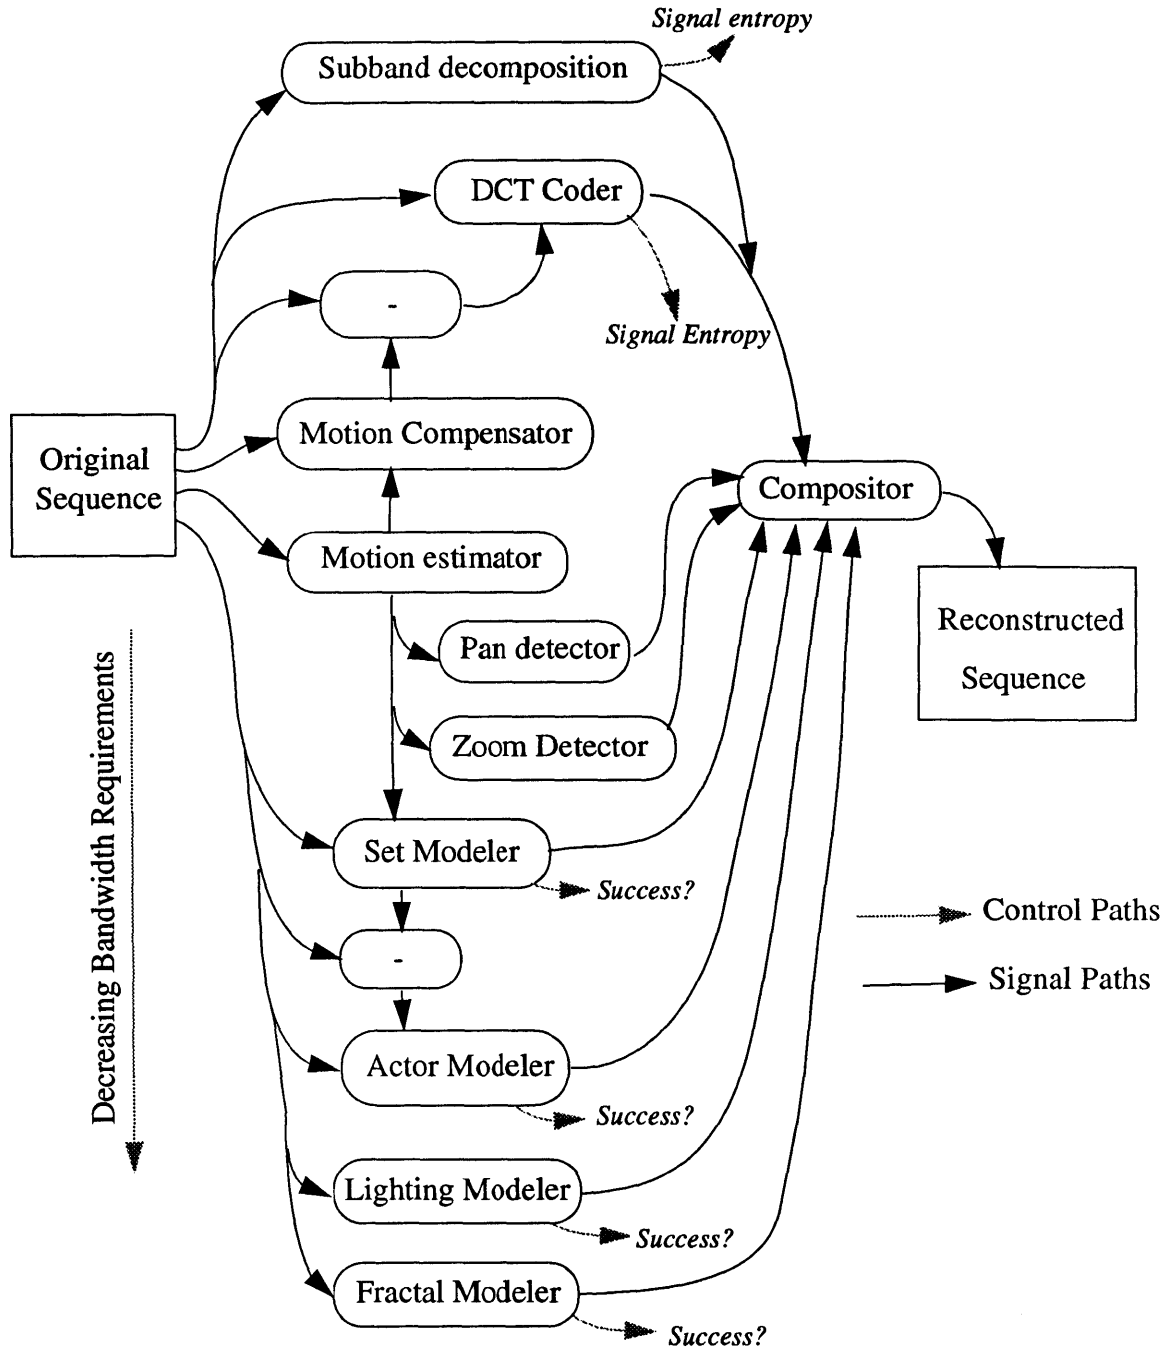 Signal entropy
Subband decomposition
DCT Coder
-
Signal Entropy
Motion Compensator
Original
Sequence
Compositor
Motion estimator
Reconstructed
Sequence
Pan detector
Zoom Detector
Decreasing Bandwidth Requirements
Set Modeler
Success?
Control Paths
-
Signal Paths
Actor Modeler
Success?
Lighting Modeler
Success?
Fractal Modeler
Success?